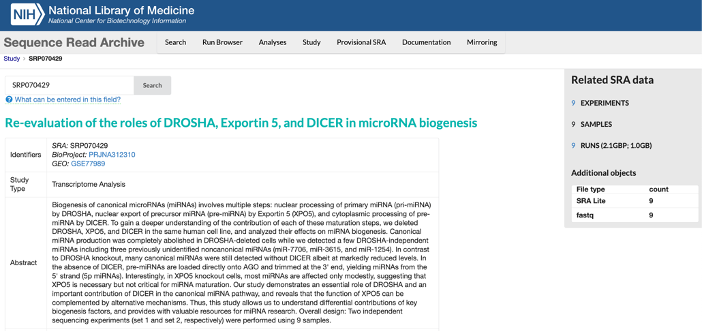 NIH National Library of Medicine
National Center for Biotechnology Information
Sequence Read Archive Search Run Browser Analyses Study Provisional SRA Documentation Mirroring
Study › SRP070429
SRP070429 Search
? What can be entered in this field?
Re-evaluation of the roles of DROSHA, Exportin 5, and DICER in microRNA biogenesis
Identifiers
SRA: SRP070429
BioProject: PRJNA312310
GEO: GSE77989
Study Type
Transcriptome Analysis
Abstract
Biogenesis of canonical microRNAs (miRNAs) involves multiple steps: nuclear processing of primary miRNA (pri-miRNA)
by DROSHA, nuclear export of precursor miRNA (pre-miRNA) by Exportin 5 (XPO5), and cytoplasmic processing of pre-
miRNA by DICER. To gain a deeper understanding of the contribution of each of these maturation steps, we deleted
DROSHA, XPO5, and DICER in the same human cell line, and analyzed their effects on miRNA biogenesis. Canonical
miRNA production was completely abolished in DROSHA-deleted cells while we detected a few DROSHA-independent
miRNAs including three previously unidentified noncanonical miRNAs (miR-7706, miR-3615, and miR-1254). In contrast
to DROSHA knockout, many canonical miRNAs were still detected without DICER albeit at markedly reduced levels. In
the absence of DICER, pre-miRNAs are loaded directly onto AGO and trimmed at the 3' end, yielding miRNAs from the
5' strand (5p miRNAs). Interestingly, in XPO5 knockout cells, most miRNAs are affected only modestly, suggesting that
XPO5 is necessary but not critical for miRNA maturation. Our study demonstrates an essential role of DROSHA and an
important contribution of DICER in the canonical miRNA pathway, and reveals that the function of XPO5 can be
complemented by alternative mechanisms. Thus, this study allows us to understand differential contributions of key
biogenesis factors, and provides with valuable resources for miRNA research. Overall design: Two independent
sequencing experiments (set 1 and set 2, respectively) were performed using 9 samples.
Related SRA data
9 EXPERIMENTS
9 SAMPLES
9 RUNS (2.1GBP; 1.0GB)
Additional objects
File type count
SRA Lite 9
fastq 9